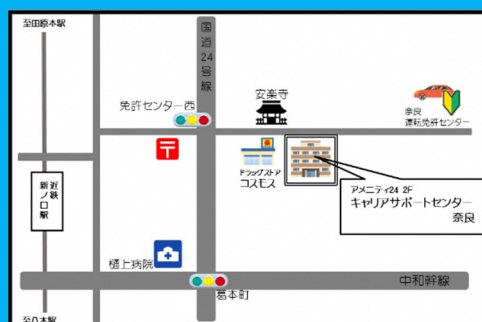 至田原本駅
国道24号線
免許センター西
安楽寺
奈良
運転免許センター
〒
ドラッグストア
コスモス
アメニティ24 2F
キャリアサポートセンター
奈良
近鉄
新ノ口駅
樋上病院
中和幹線
葛本町
至八木駅